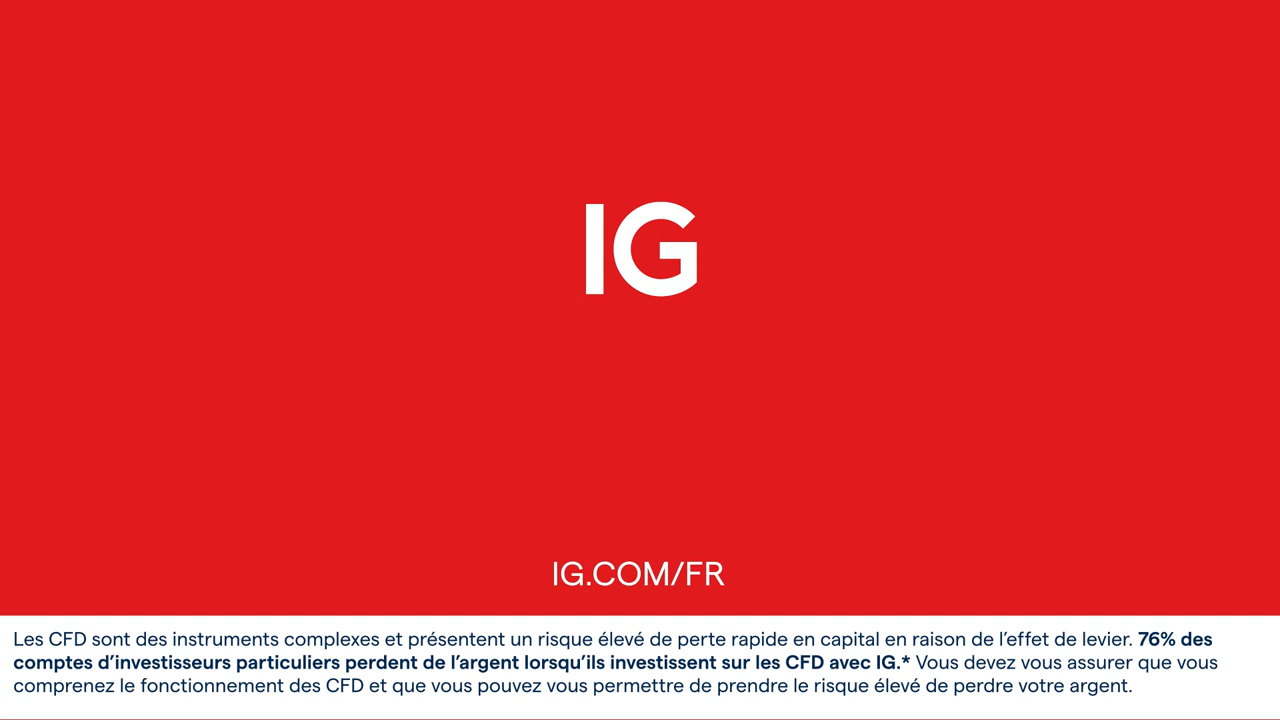 IG
IG.COM/FR
Les CFD sont des instruments complexes et présentent un risque élevé de perte rapide en capital en raison de l’effet de levier. 76% des
comptes d’investisseurs particuliers perdent de l’argent lorsqu’ils investissent sur les CFD avec IG.* Vous devez vous assurer que vous
comprenez le fonctionnement des CFD et que vous pouvez vous permettre de prendre le risque élevé de perdre votre argent.